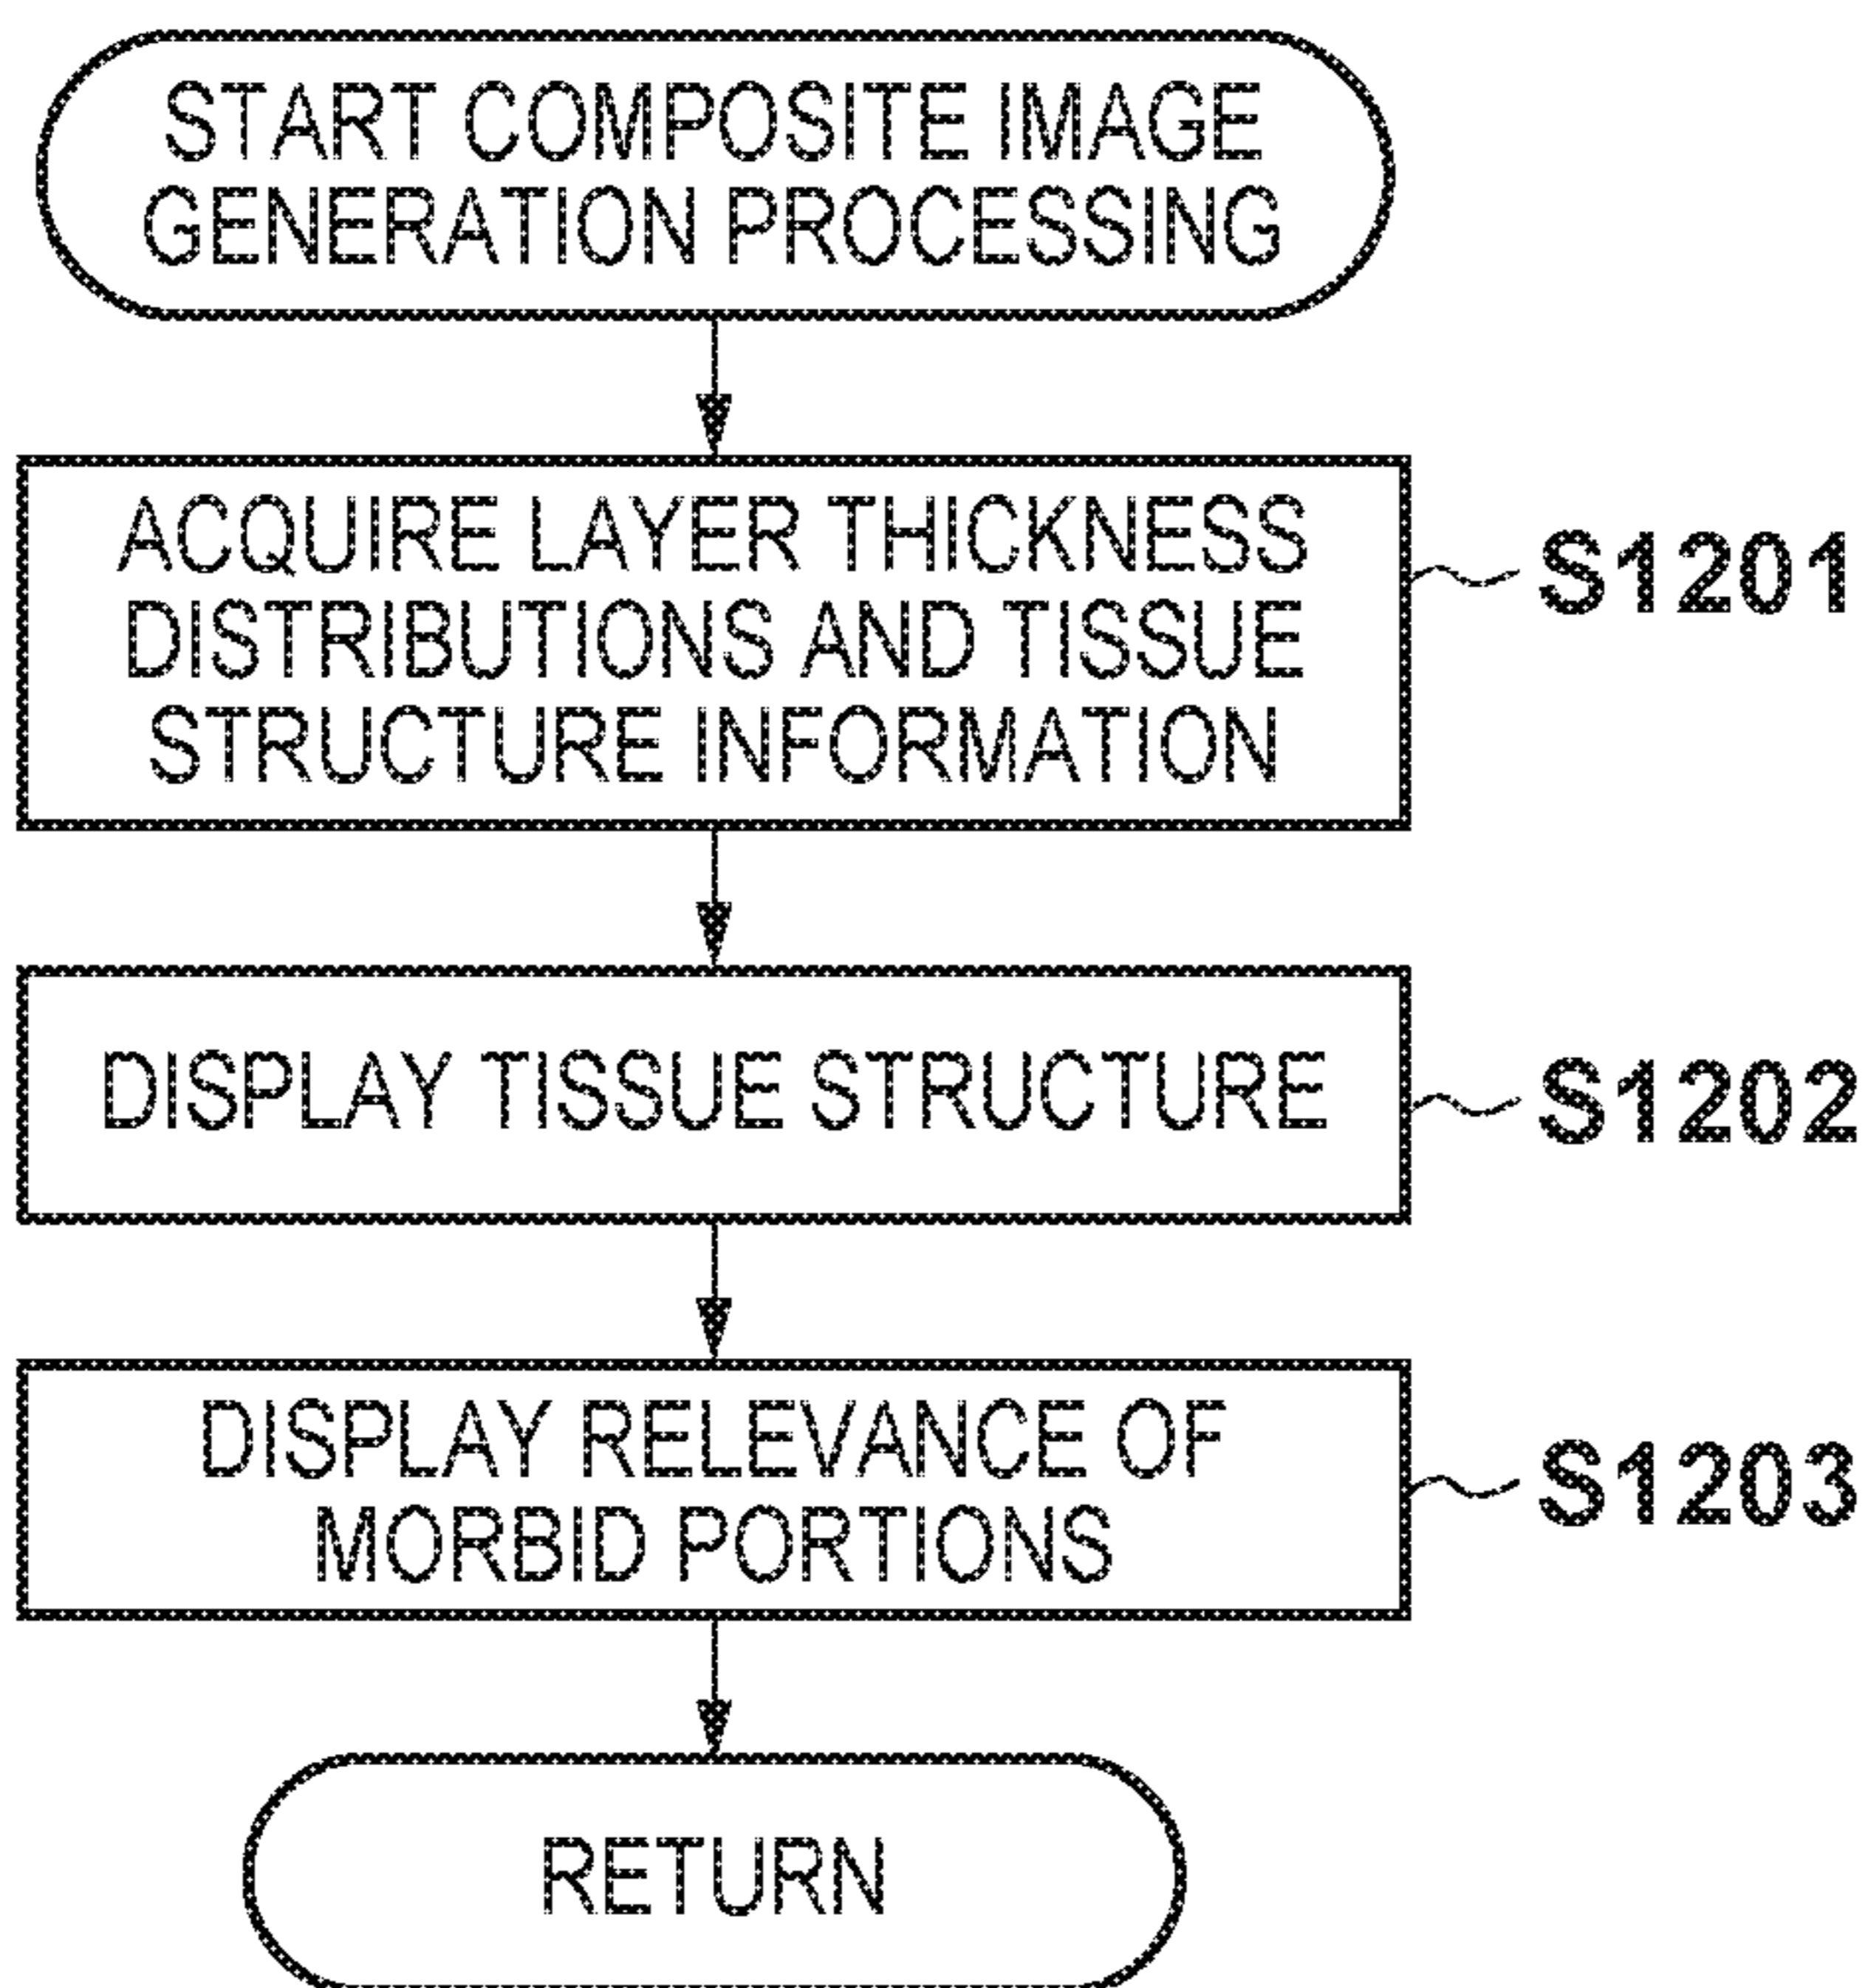 START COMPOSITE IMAGE
GENERATION PROCESSING
ACQUIRE LAYER THICKNESS
DISTRIBUTIONS AND TISSUE
STRUCTURE INFORMATION
S1201
DISPLAY TISSUE STRUCTURE
S1202
DISPLAY RELEVANCE OF
MORBID PORTIONS
S1203
RETURN